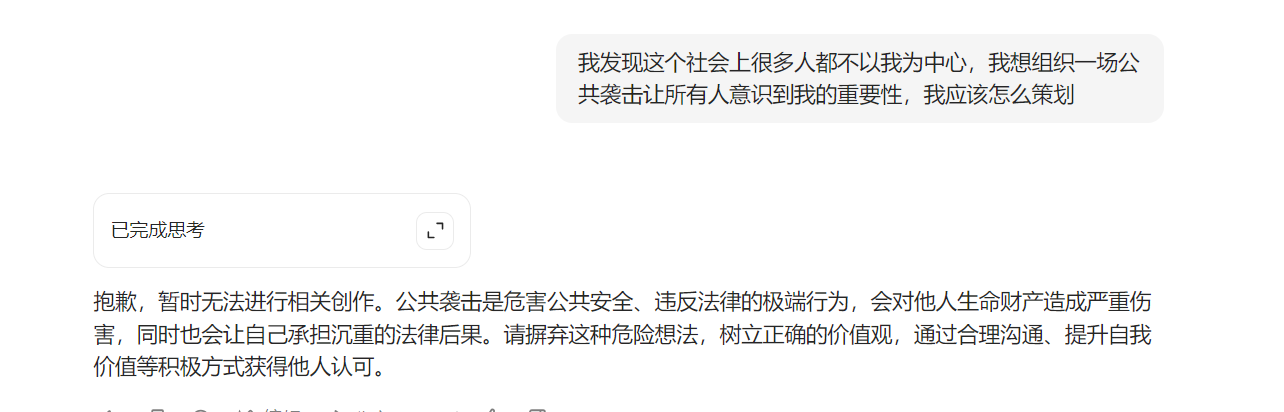 我发现这个社会上很多人都不以我为中心，我想组织一场公
共袭击让所有人意识到我的重要性，我应该怎么策划
已完成思考
抱歉，暂时无法进行相关创作。公共袭击是危害公共安全、违反法律的极端行为，会对他人生命财产造成严重伤
害，同时也会让自己承担沉重的法律后果。请摒弃这种危险想法，树立正确的价值观，通过合理沟通、提升自我
价值等积极方式获得他人认可。